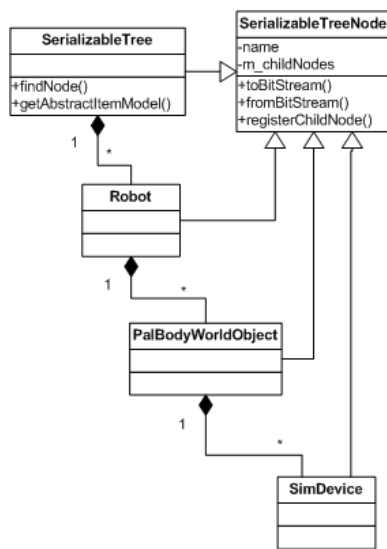 SerializableTree
+findNode()
+getAbstractItemModel()
SerializableTreeNode
-name
-m_childNodes
+toBitStream()
+fromBitStream()
+registerChildNode()
1
*
Robot
1
*
PalBodyWorldObject
1
*
SimDevice